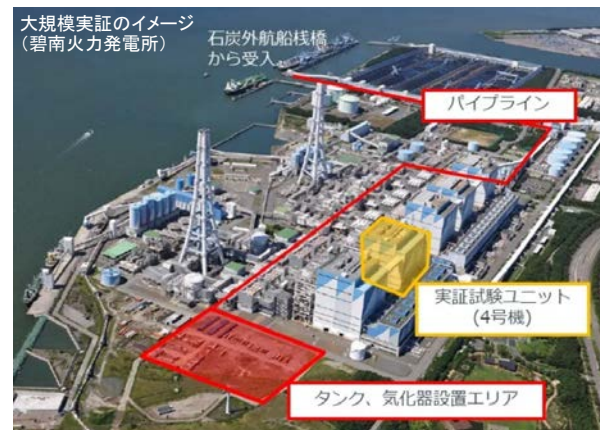 大規模実証のイメージ
（碧南火力発電所）
石炭外航船桟橋
から受入
パイプライン
実証試験ユニット
(4号機)
タンク、気化器設置エリア